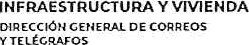 INFRAESTRUCTURA Y VIVIENDA
DIRECCIÓN GENERAL DE CORREOS
Y TELÉGRAFOS